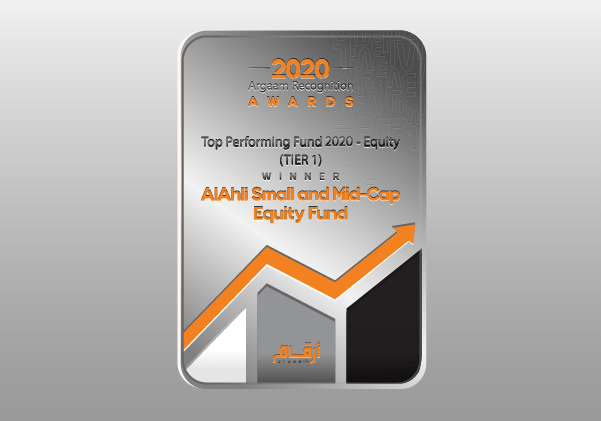 2020
Argaam Recognition
AWARDS
Top Performing Fund 2020 - Equity
(TIER 1)
WINNER
AlAhli Small and Mid-Cap
Equity Fund
أرقام